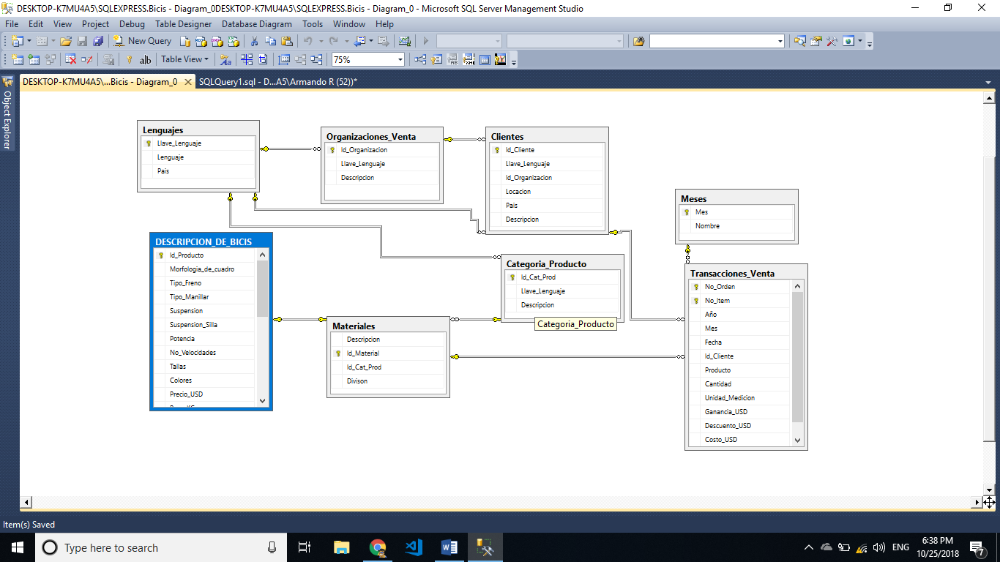 DESKTOP-K7MU4A5\SQLEXPRESS.Bicis - Diagram_0DESKTOP-K7MU4A5\SQLEXPRESS.Bicis - Diagram_0 - Microsoft SQL Server Management Studio
File Edit View Project Debug Table Designer Database Diagram Tools Window Help
New Query
Table View 75%
DESKTOP-K7MU4A5\...Bicis - Diagram_0 SQLQuery1.sql - D...A5\Armando R (52))*
Object Explorer
Lenguajes
Llave_Lenguaje
Lenguaje
Pais
Organizaciones_Venta
Id_Organizacion
Llave_Lenguaje
Descripcion
Clientes
Id_Cliente
Llave_Lenguaje
Id_Organizacion
Locacion
Pais
Descripcion
Meses
Mes
Nombre
DESCRIPCION_DE_BICIS
Id_Producto
Morfologia_de_cuadro
Tipo_Freno
Tipo_Manillar
Suspension
Suspension_Silla
Potencia
No_Velocidades
Tallas
Colores
Precio_USD
Categoria_Producto
Id_Cat_Prod
Llave_Lenguaje
Descripcion
Categoria_Producto
Materiales
Descripcion
Id_Material
Id_Cat_Prod
Divison
Transacciones_Venta
No_Orden
No_Item
Año
Mes
Fecha
Id_Cliente
Producto
Cantidad
Unidad_Medicion
Ganancia_USD
Descuento_USD
Costo_USD
Item(s) Saved
Type here to search
ENG
6:38 PM
10/25/2018
7